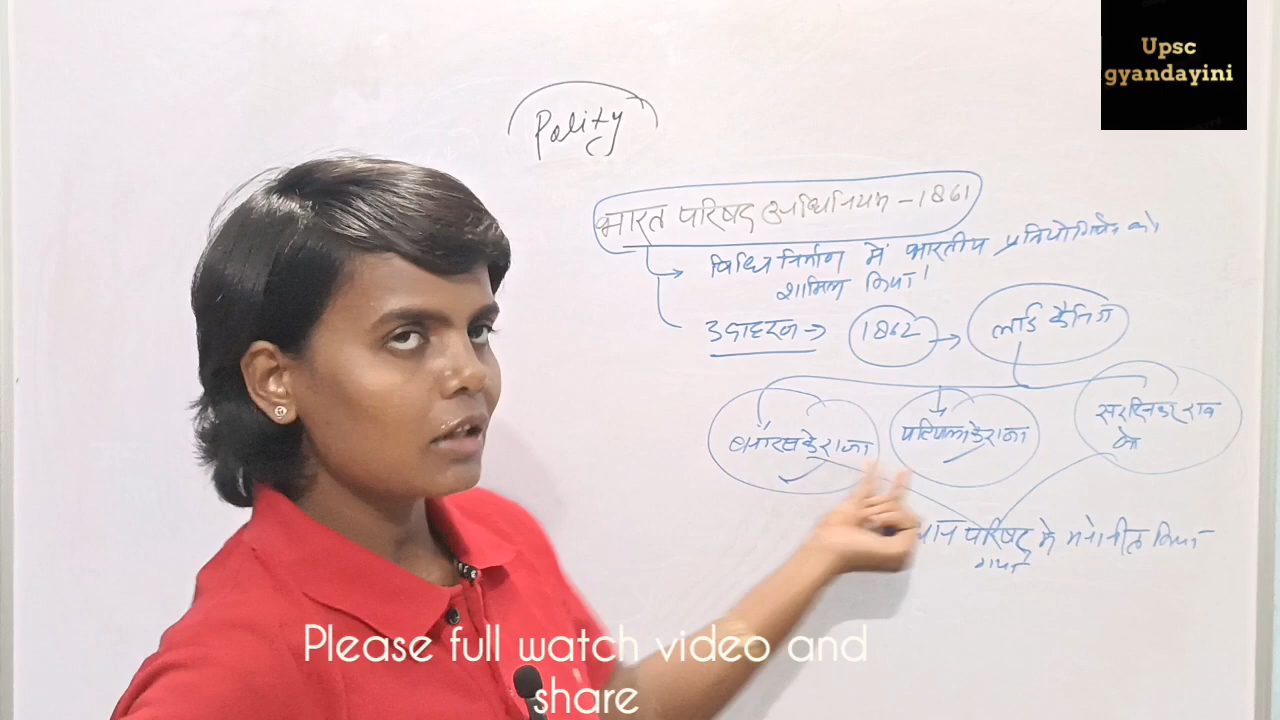 Upsc
gyandayini
Polity
भारत परिषद अधिनियम - 1861
विधि निर्माण में भारतीय प्रतिनिधियों को
शामिल किया।
उदाहरन → 1862 → लार्ड कैनिंग
बनारस के राजा पटियाला के राजा सर दिनकर राव
को
धान परिषद में मनोनीत किया
गया
Please full watch video and
share